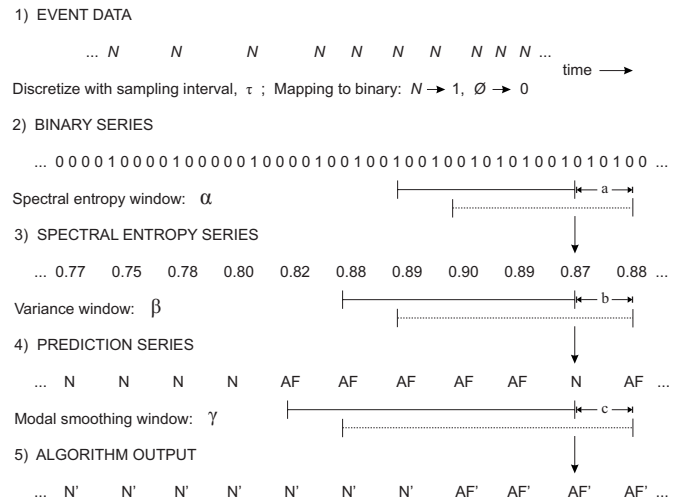 1) EVENT DATA
... N N N N N N N N N N ...
time
Discretize with sampling interval, τ ; Mapping to binary: N → 1, Ø → 0
2) BINARY SERIES
... 0 0 0 0 1 0 0 0 0 1 0 0 0 0 0 1 0 0 0 0 1 0 0 1 0 0 1 0 0 1 0 0 1 0 1 0 1 0 0 1 0 1 0 1 0 0 ...
a
Spectral entropy window: α
3) SPECTRAL ENTROPY SERIES
... 0.77 0.75 0.78 0.80 0.82 0.88 0.89 0.90 0.89 0.87 0.88 ...
b
Variance window: β
4) PREDICTION SERIES
... N N N N AF AF AF AF AF N AF ...
c
Modal smoothing window: γ
5) ALGORITHM OUTPUT
... N' N' N' N' N' N' N' AF' AF' AF' AF' ...